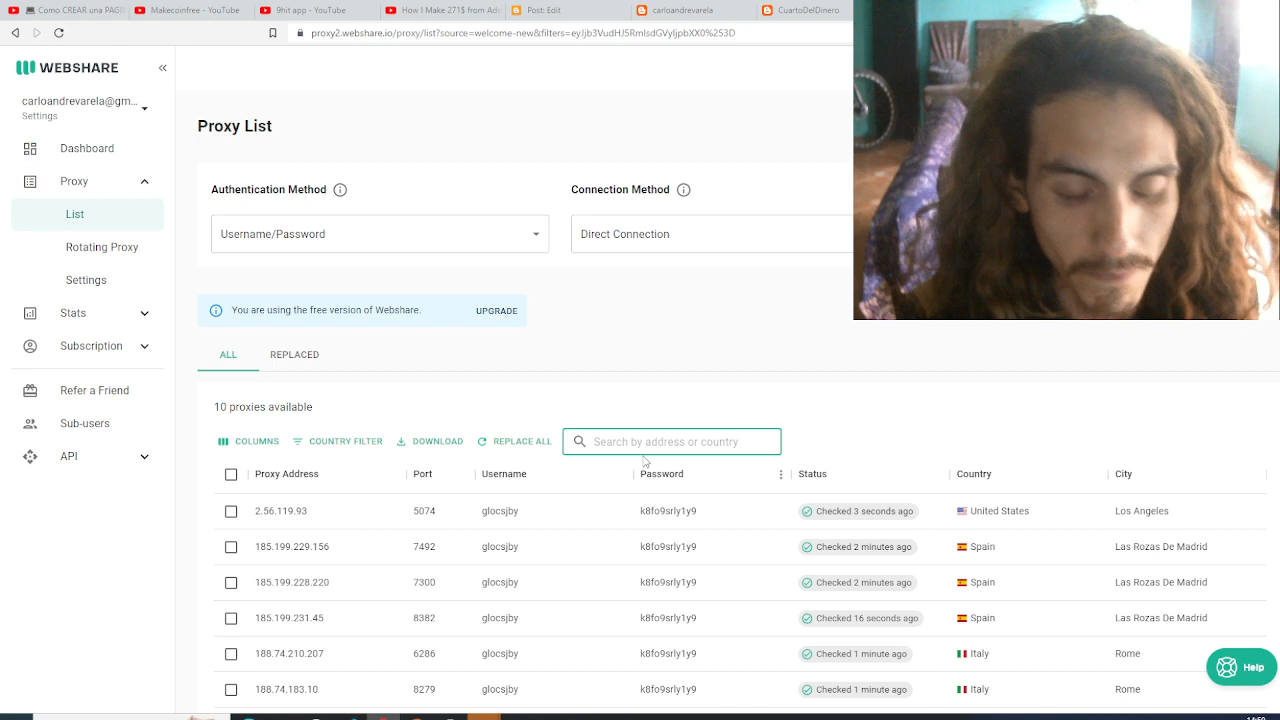 Como CREAR una PAGI
Makecoinfree - YouTube
9hit app - YouTube
How I Make 271$ from Ads
Post: Edit
carloandrevarela
CuartoDelDinero
proxy2.webshare.io/proxy/list?source=welcome-new&filters=eyJjb3VudHJ5RmlsdGVyIjpbXX0%253D
WEBSHARE
carloandrevarela@gm...
Settings
Dashboard
Proxy
List
Rotating Proxy
Settings
Stats
Subscription
Refer a Friend
Sub-users
API
Proxy List
Authentication Method
Connection Method
Username/Password
Direct Connection
You are using the free version of Webshare.
UPGRADE
ALL
REPLACED
10 proxies available
COLUMNS
COUNTRY FILTER
DOWNLOAD
REPLACE ALL
Search by address or country
Proxy Address Port Username Password Status Country City
2.56.119.93 5074 glocsjby k8fo9srly1y9 Checked 3 seconds ago United States Los Angeles
185.199.229.156 7492 glocsjby k8fo9srly1y9 Checked 2 minutes ago Spain Las Rozas De Madrid
185.199.228.220 7300 glocsjby k8fo9srly1y9 Checked 2 minutes ago Spain Las Rozas De Madrid
185.199.231.45 8382 glocsjby k8fo9srly1y9 Checked 16 seconds ago Spain Las Rozas De Madrid
188.74.210.207 6286 glocsjby k8fo9srly1y9 Checked 1 minute ago Italy Rome
188.74.183.10 8279 glocsjby k8fo9srly1y9 Checked 1 minute ago Italy Rome
Help